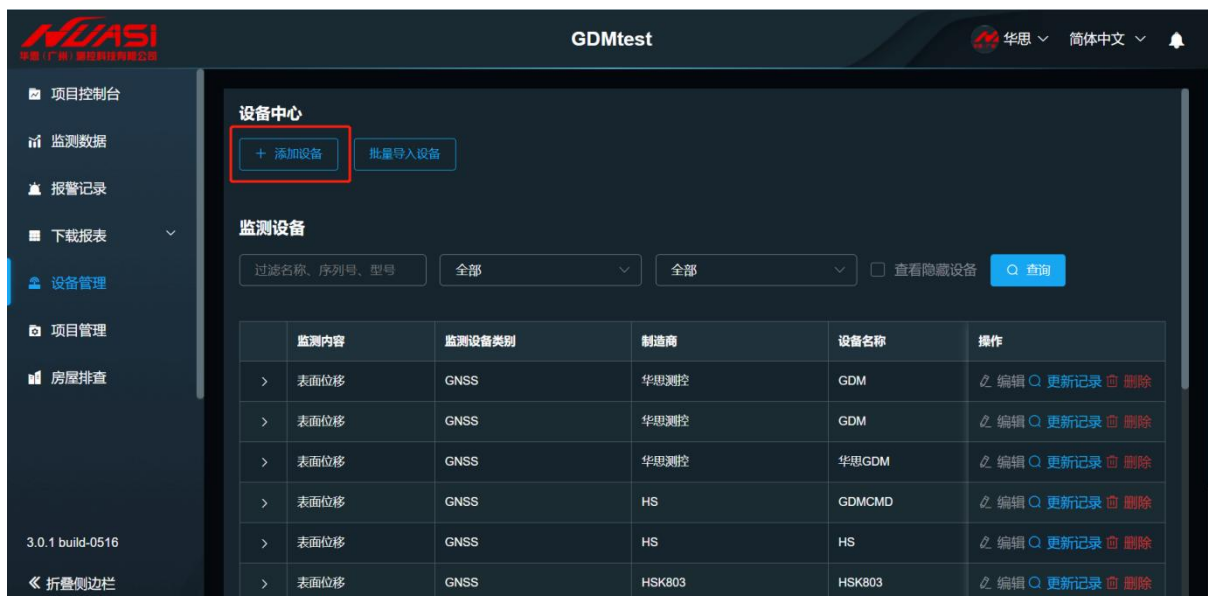 HUASI
华思（广州）测控科技有限公司
GDMtest
华思
简体中文
项目控制台
监测数据
报警记录
下载报表
设备管理
项目管理
房屋排查
3.0.1 build-0516
折叠侧边栏
设备中心
+ 添加设备 批量导入设备
监测设备
过滤名称、序列号、型号 全部 全部 查看隐藏设备 查询
监测内容 监测设备类别 制造商 设备名称 操作
表面位移 GNSS 华思测控 GDM 编辑 更新记录 删除
表面位移 GNSS 华思测控 GDM 编辑 更新记录 删除
表面位移 GNSS 华思测控 华思GDM 编辑 更新记录 删除
表面位移 GNSS HS GDMCMD 编辑 更新记录 删除
表面位移 GNSS HS HS 编辑 更新记录 删除
表面位移 GNSS HSK803 HSK803 编辑 更新记录 删除